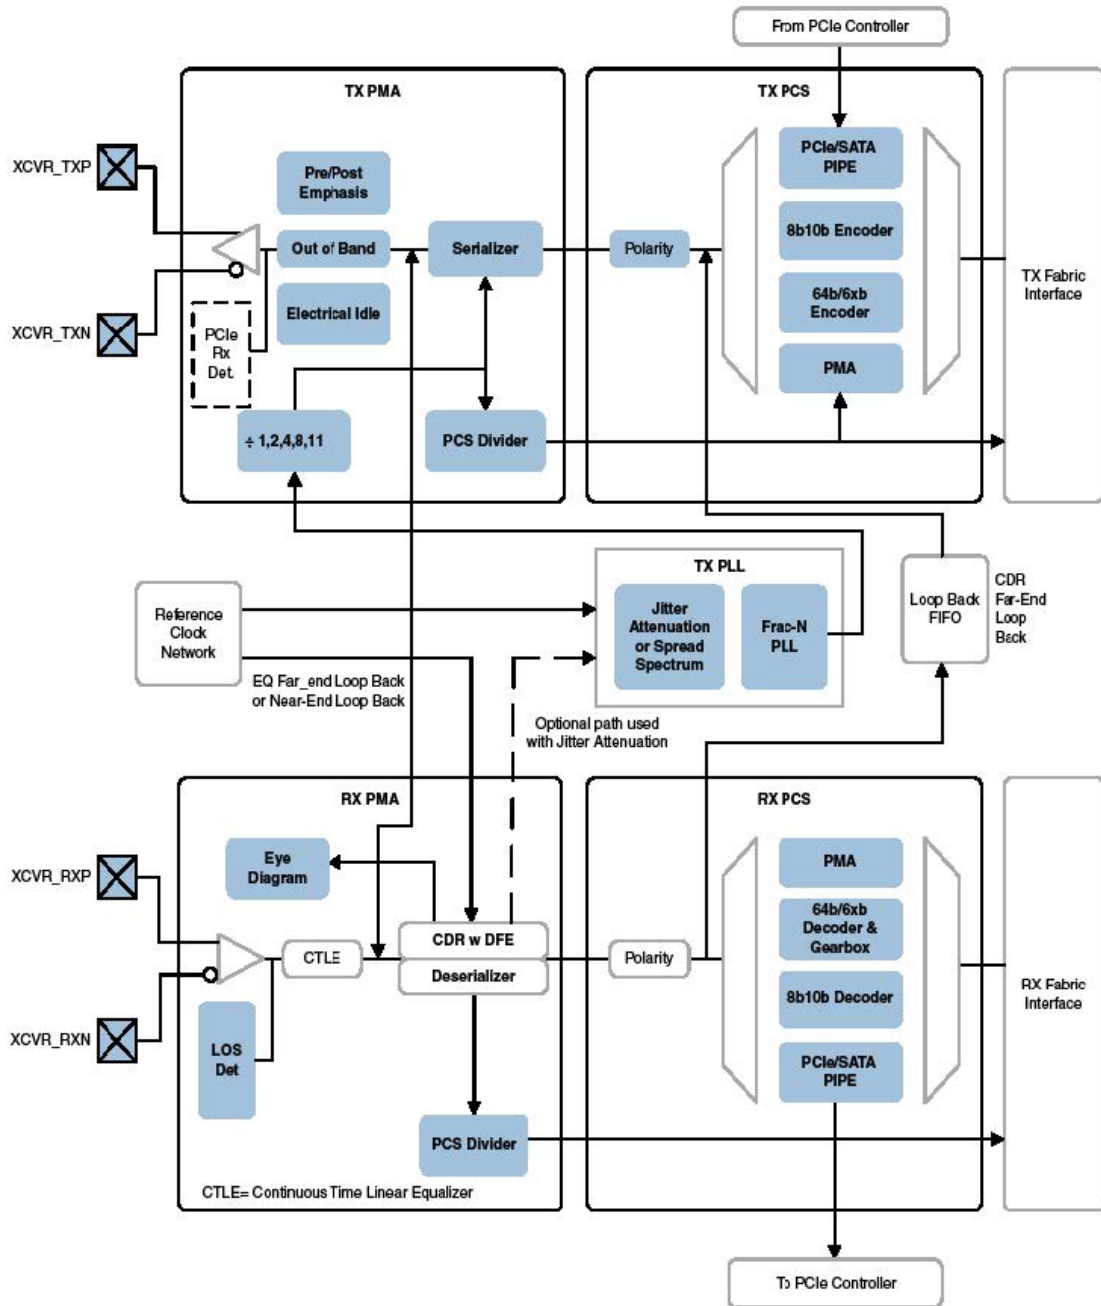 From PCIe Controller
TX PMA
TX PCS
XCVR_TXP
Pre/Post
Emphasis
PCIe/SATA
PIPE
Out of Band
Serializer
Polarity
8b10b Encoder
TX Fabric
Interface
XCVR_TXN
Electrical Idle
64b/6xb
Encoder
PCIe
Rx
Det.
PMA
÷ 1,2,4,8,11
PCS Divider
TX PLL
Reference
Clock
Network
Jitter
Attenuation
or Spread
Spectrum
Frac-N
PLL
Loop Back
FIFO
CDR
Far-End
Loop
Back
EQ Far_end Loop Back
or Near-End Loop Back
Optional path used
with Jitter Attenuation
RX PMA
RX PCS
XCVR_RXP
Eye
Diagram
PMA
64b/6xb
Decoder &
Gearbox
CTLE
CDR w DFE
Deserializer
Polarity
8b10b Decoder
RX Fabric
Interface
XCVR_RXN
LOS
Det
PCIe/SATA
PIPE
PCS Divider
CTLE= Continuous Time Linear Equalizer
To PCIe Controller